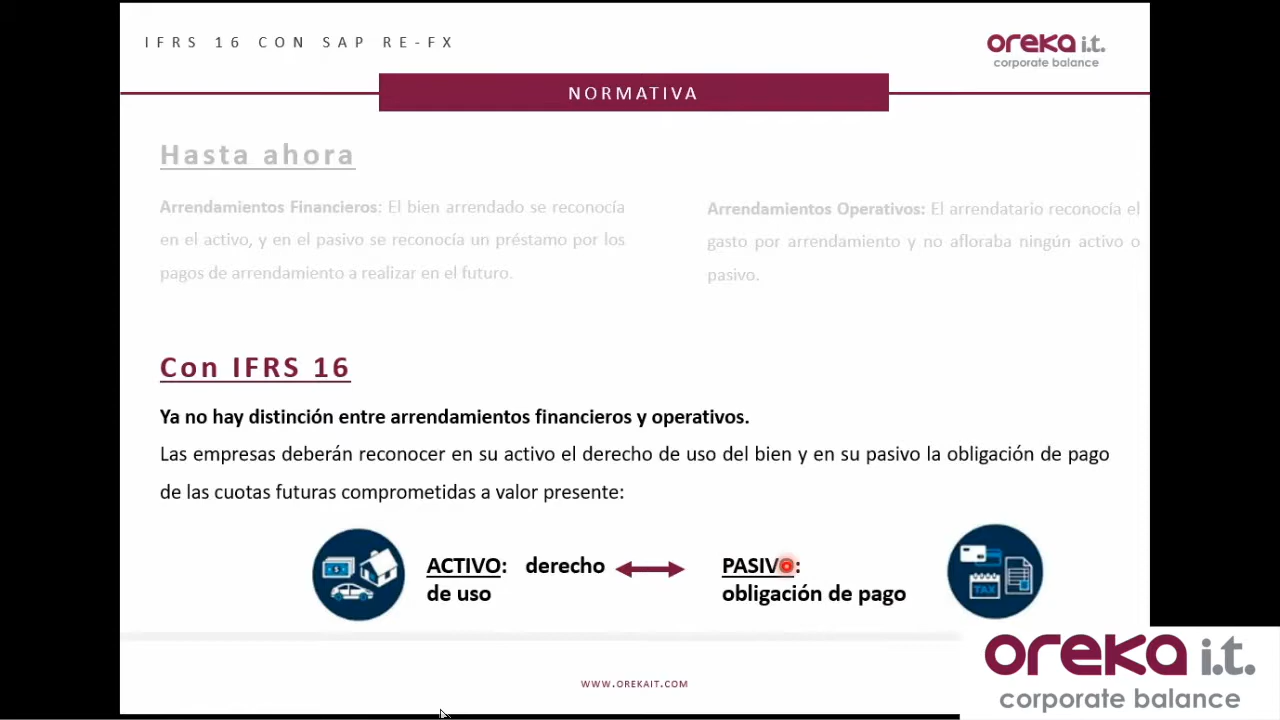 IFRS 16 CON SAP RE-FX
oreka i.t.
corporate balance
NORMATIVA
Hasta ahora
Arrendamientos Financieros: El bien arrendado se reconocía
en el activo, y en el pasivo se reconocía un préstamo por los
pagos de arrendamiento a realizar en el futuro.
Arrendamientos Operativos: El arrendatario reconocía el
gasto por arrendamiento y no afloraba ningún activo o
pasivo.
Con IFRS 16
Ya no hay distinción entre arrendamientos financieros y operativos.
Las empresas deberán reconocer en su activo el derecho de uso del bien y en su pasivo la obligación de pago
de las cuotas futuras comprometidas a valor presente:
ACTIVO: derecho
de uso
PASIVO:
obligación de pago
TAX
WWW.OREKAIT.COM
oreka i.t.
corporate balance